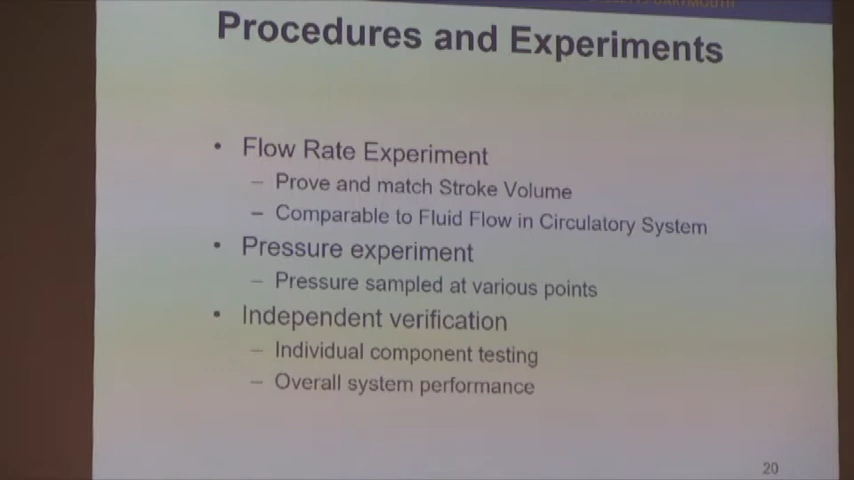 DARTMOUTH
Procedures and Experiments
• Flow Rate Experiment
– Prove and match Stroke Volume
– Comparable to Fluid Flow in Circulatory System
• Pressure experiment
– Pressure sampled at various points
• Independent verification
– Individual component testing
– Overall system performance
20